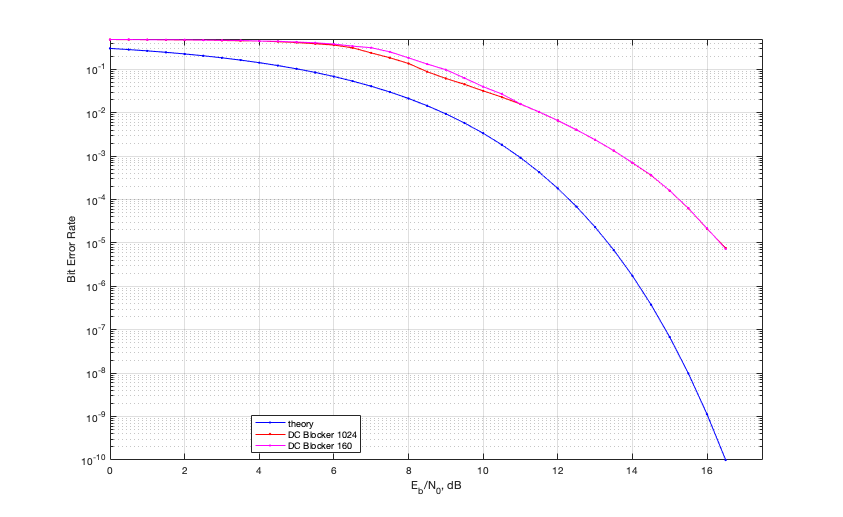 10^-1
10^-2
10^-3
10^-4
10^-5
10^-6
10^-7
10^-8
10^-9
10^-10
Bit Error Rate
theory
DC Blocker 1024
DC Blocker 160
0 2 4 6 8 10 12 14 16
E_b/N_0, dB